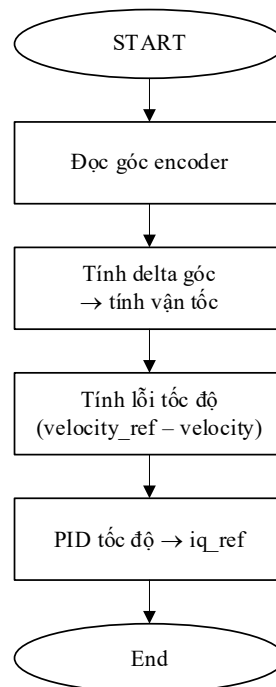 START
Đọc góc encoder
Tính delta góc
→ tính vận tốc
Tính lỗi tốc độ
(velocity_ref – velocity)
PID tốc độ → iq_ref
End